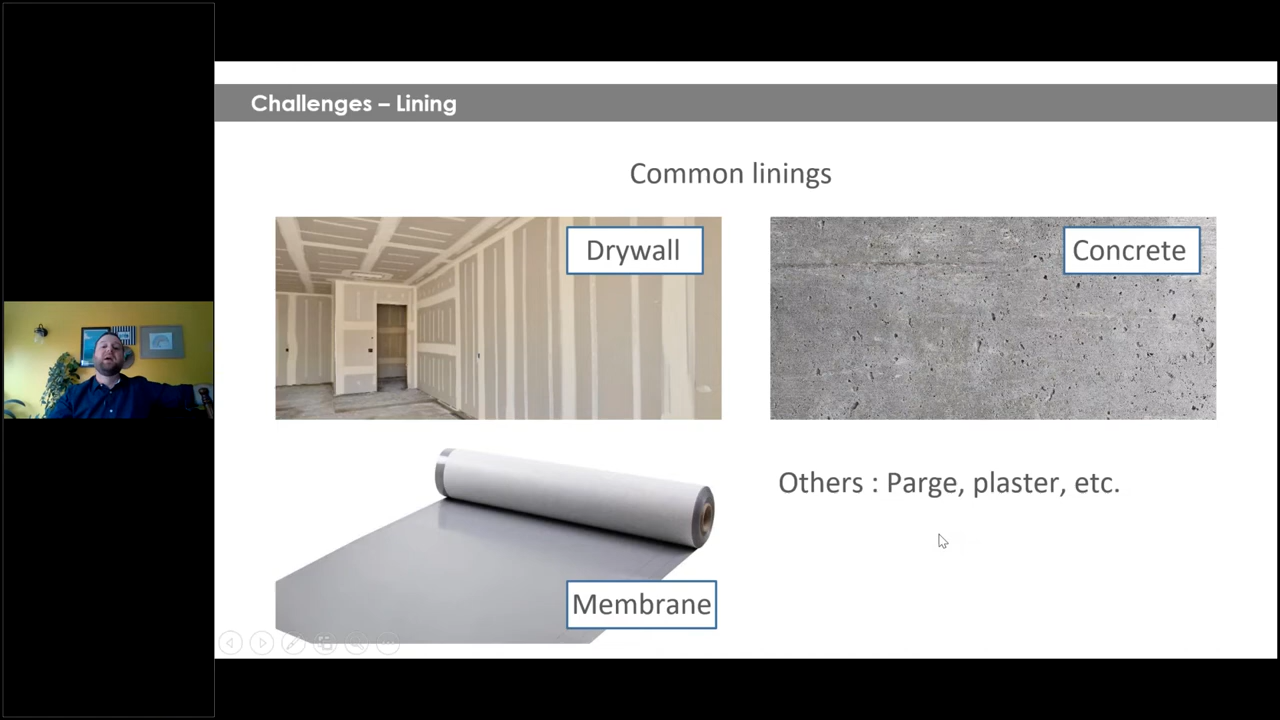 Challenges – Lining
Common linings
Drywall
Concrete
Membrane
Others : Parge, plaster, etc.